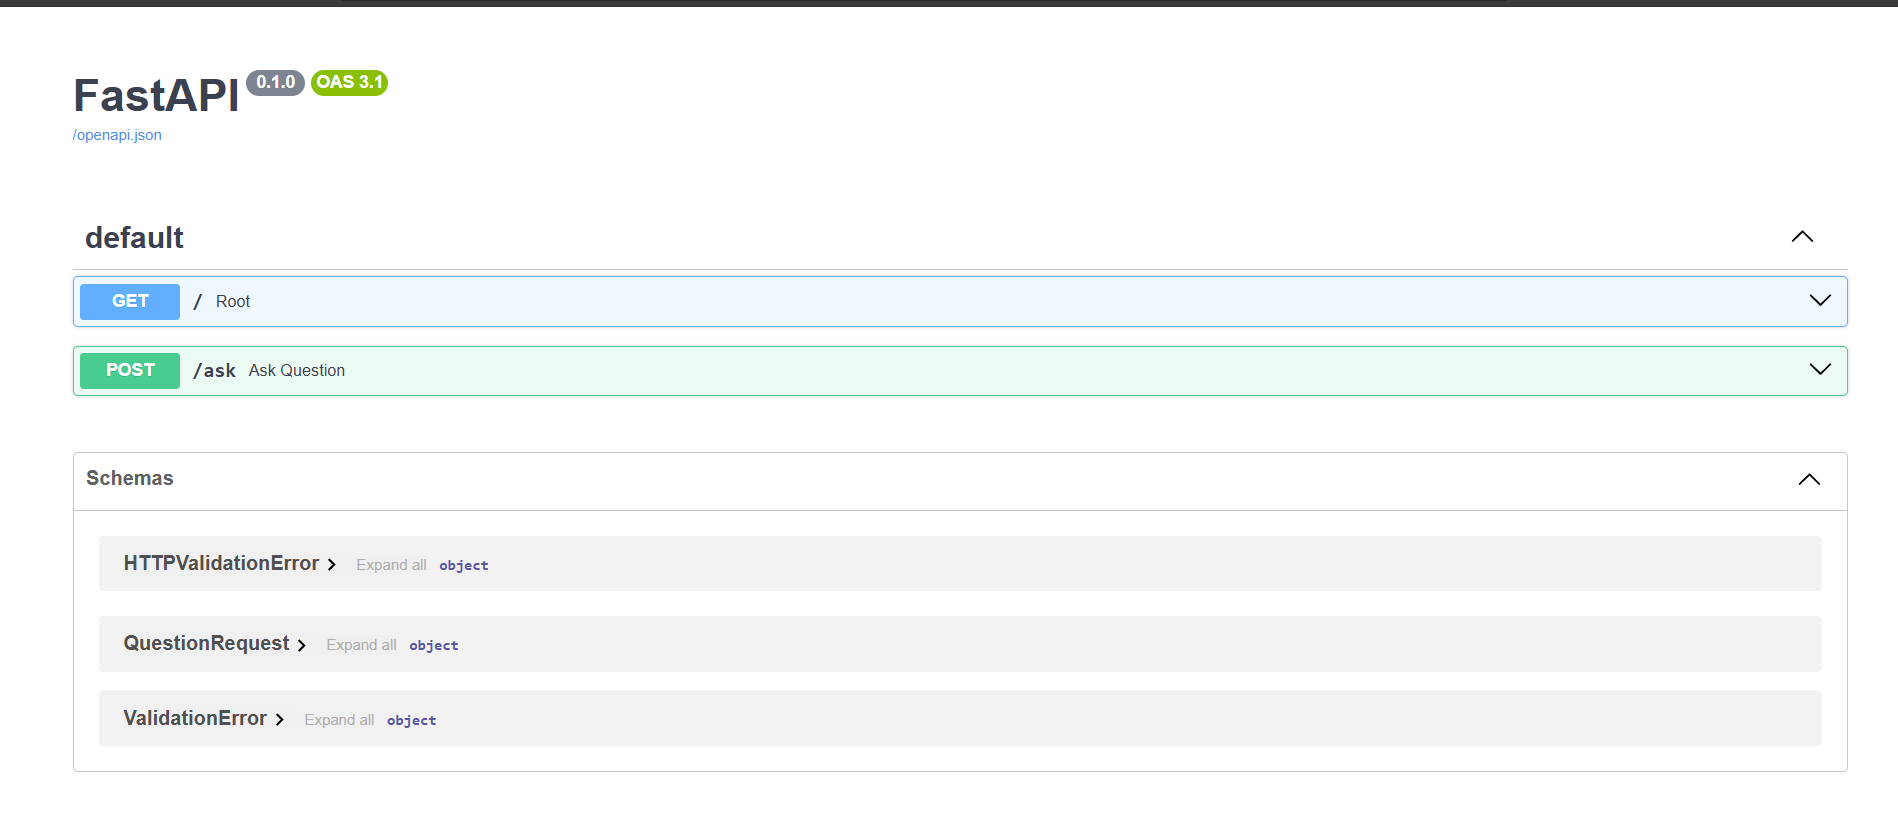 FastAPI 0.1.0 OAS 3.1
/openapi.json
default
GET / Root
POST /ask Ask Question
Schemas
HTTPValidationError Expand all object
QuestionRequest Expand all object
ValidationError Expand all object